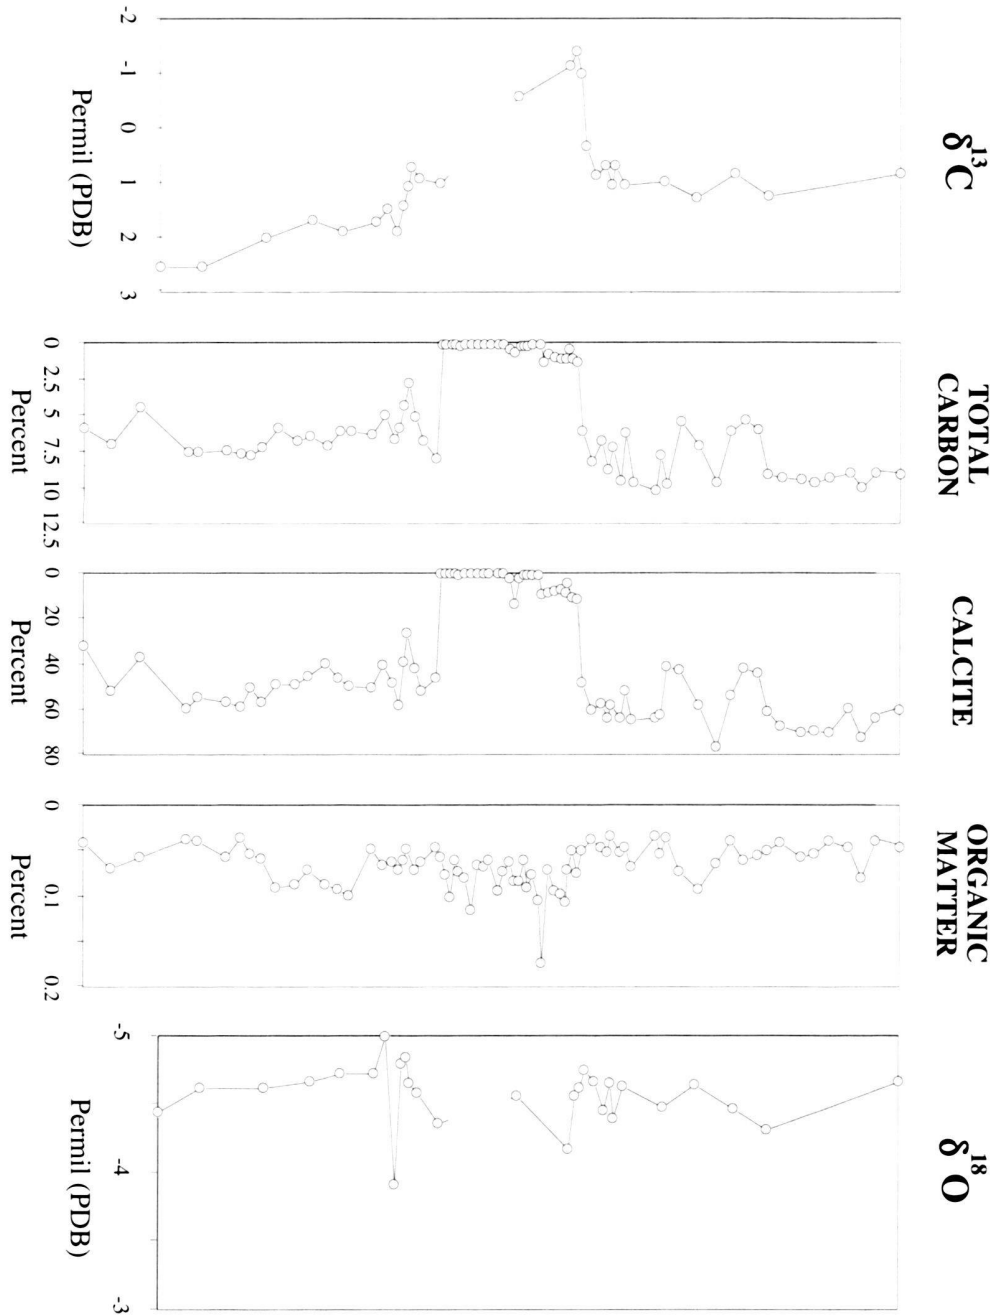 δ¹³C
-2
-1
0
1
2
3
Permil (PDB)
TOTAL
CARBON
0
2.5
5
7.5
10
12.5
Percent
CALCITE
0
20
40
60
80
Percent
ORGANIC
MATTER
0
0.1
0.2
Percent
δ¹⁸O
-5
-4
-3
Permil (PDB)